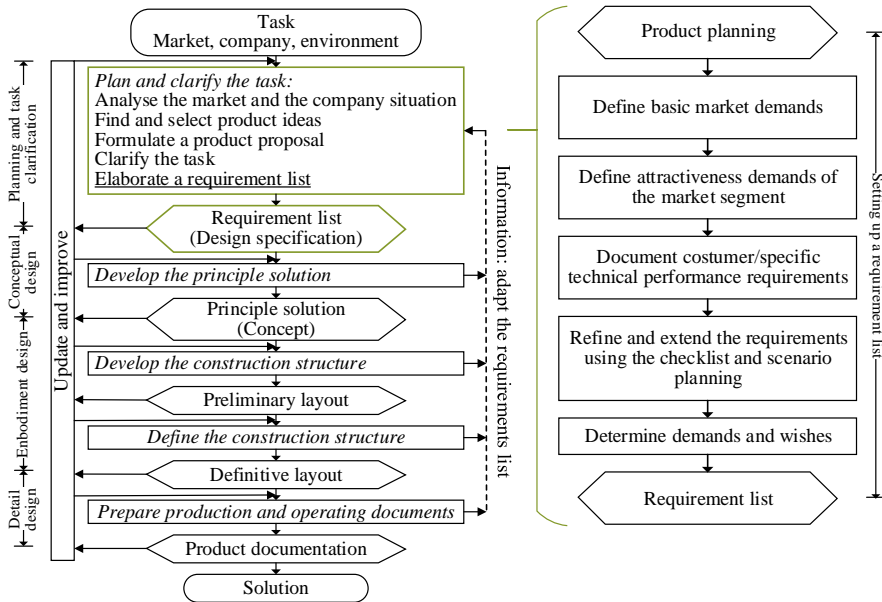 Task
Market, company, environment
Plan and clarify the task:
Analyse the market and the company situation
Find and select product ideas
Formulate a product proposal
Clarify the task
Elaborate a requirement list
Requirement list
(Design specification)
Develop the principle solution
Principle solution
(Concept)
Develop the construction structure
Preliminary layout
Define the construction structure
Definitive layout
Prepare production and operating documents
Product documentation
Solution
Planning and task
clarification
Conceptual
design
Enbodiment design
Detail
design
Update and improve
Information: adapt the requirements list
Product planning
Define basic market demands
Define attractiveness demands of
the market segment
Document costumer/specific
technical performance requirements
Refine and extend the requirements
using the checklist and scenario
planning
Determine demands and wishes
Requirement list
Setting up a requirement list